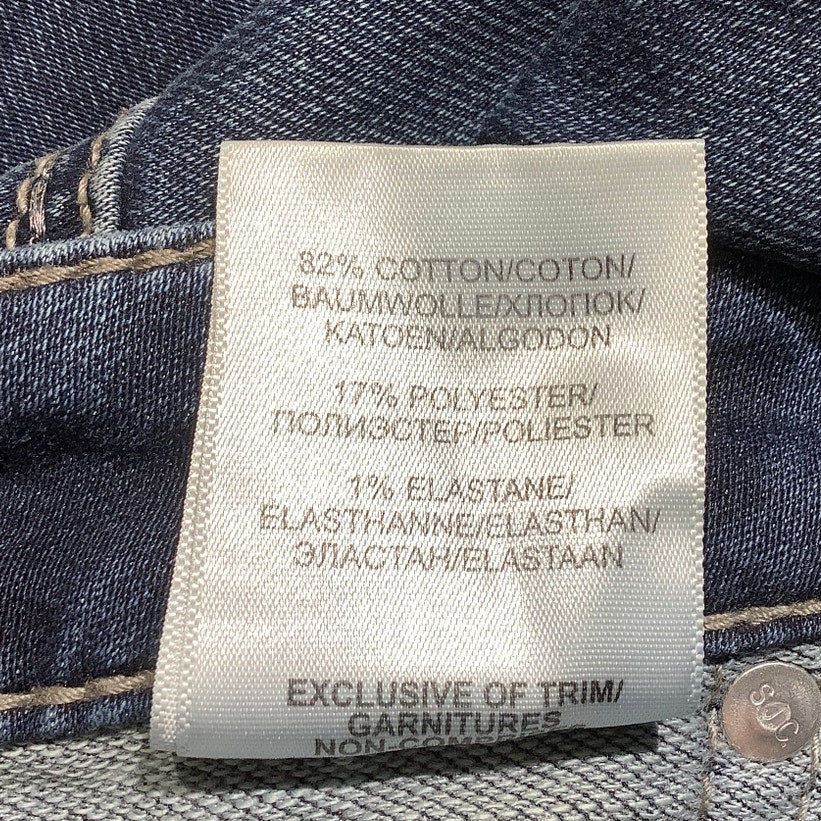 82% COTTON/COTON/
BAUMWOLLE/ХЛОПОК/
KATOEN/ALGODON
17% POLYESTER/
ПОЛИЭСТЕР/POLIESTER
1% ELASTANE/
ELASTHANNE/ELASTHAN/
ЭЛАСТАН/ELASTAAN
EXCLUSIVE OF TRIM/
GARNITURES